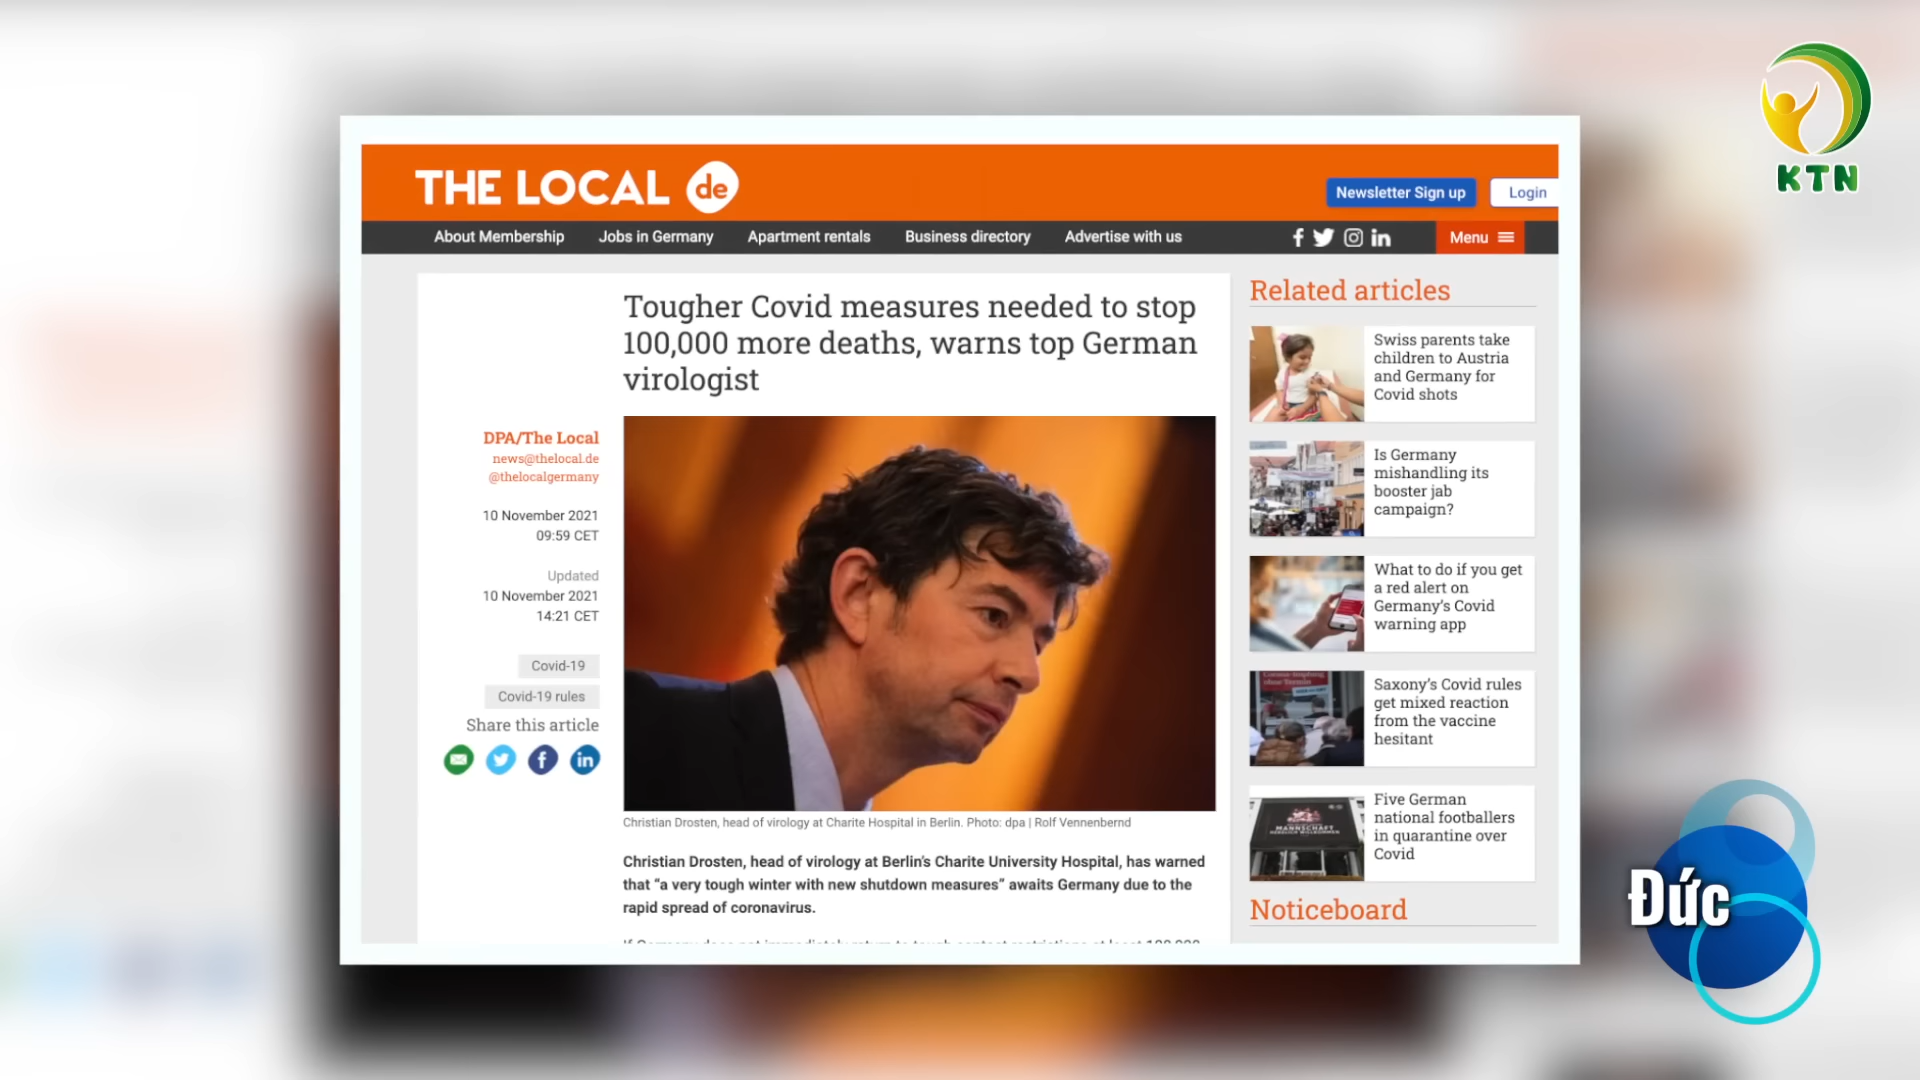 KTN
THE LOCAL de
Newsletter Sign up
Login
About Membership
Jobs in Germany
Apartment rentals
Business directory
Advertise with us
Menu
Tougher Covid measures needed to stop
100,000 more deaths, warns top German
virologist
DPA/The Local
news@thelocal.de
@thelocalgermany
10 November 2021
09:59 CET
Updated
10 November 2021
14:21 CET
Covid-19
Covid-19 rules
Share this article
Christian Drosten, head of virology at Charite Hospital in Berlin. Photo: dpa | Rolf Vennenbernd
Christian Drosten, head of virology at Berlin's Charite University Hospital, has warned
that "a very tough winter with new shutdown measures" awaits Germany due to the
rapid spread of coronavirus.
Related articles
Swiss parents take
children to Austria
and Germany for
Covid shots
Is Germany
mishandling its
booster jab
campaign?
What to do if you get
a red alert on
Germany's Covid
warning app
Saxony's Covid rules
get mixed reaction
from the vaccine
hesitant
MANNSCHAFT
Five German
national footballers
in quarantine over
Covid
Noticeboard
Đức